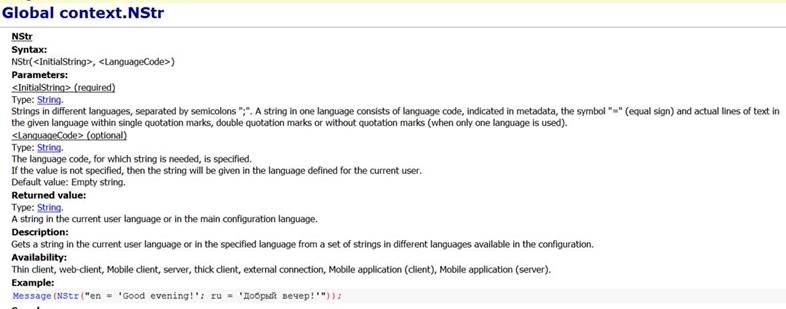 Global context.NStr
NStr
Syntax:
NStr(<InitialString>, <LanguageCode>)
Parameters:
<InitialString> (required)
Type: String.
Strings in different languages, separated by semicolons ";". A string in one language consists of language code, indicated in metadata, the symbol "=" (equal sign) and actual lines of text in
the given language within single quotation marks, double quotation marks or without quotation marks (when only one language is used).
<LanguageCode> (optional)
Type: String.
The language code, for which string is needed, is specified.
If the value is not specified, then the string will be given in the language defined for the current user.
Default value: Empty string.
Returned value:
Type: String.
A string in the current user language or in the main configuration language.
Description:
Gets a string in the current user language or in the specified language from a set of strings in different languages available in the configuration.
Availability:
Thin client, web-client, Mobile client, server, thick client, external connection, Mobile application (client), Mobile application (server).
Example:
Message(NStr("en = 'Good evening!'; ru = 'Добрый вечер!'"));